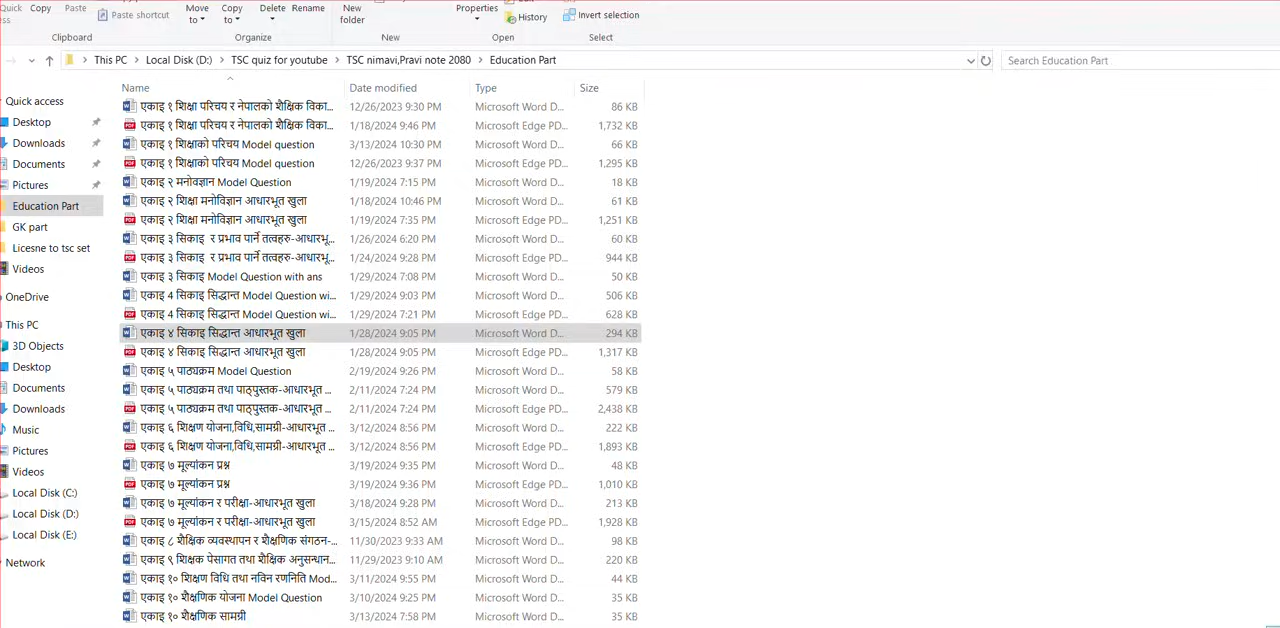 Quick Copy Paste Paste shortcut Move to Copy to Delete Rename New folder Properties History Invert selection
Clipboard Organize New Open Select
This PC > Local Disk (D:) > TSC quiz for youtube > TSC nimavi,Pravi note 2080 > Education Part
Search Education Part
Name Date modified Type Size
Quick access
Desktop
Downloads
Documents
Pictures
Education Part
GK part
Licesne to tsc set
Videos
OneDrive
This PC
3D Objects
Desktop
Documents
Downloads
Music
Pictures
Videos
Local Disk (C:)
Local Disk (D:)
Local Disk (E:)
Network
एकाइ १ शिक्षा परिचय र नेपालको शैक्षिक विका... 12/26/2023 9:30 PM Microsoft Word D... 86 KB
एकाइ १ शिक्षा परिचय र नेपालको शैक्षिक विका... 1/18/2024 9:46 PM Microsoft Edge PD... 1,732 KB
एकाइ १ शिक्षाको परिचय Model question 3/13/2024 10:30 PM Microsoft Word D... 66 KB
एकाइ १ शिक्षाको परिचय Model question 12/26/2023 9:37 PM Microsoft Edge PD... 1,295 KB
एकाइ २ मनोवज्ञान Model Question 1/19/2024 7:15 PM Microsoft Word D... 18 KB
एकाइ २ शिक्षा मनोविज्ञान आधारभूत खुला 1/18/2024 10:46 PM Microsoft Word D... 61 KB
एकाइ २ शिक्षा मनोविज्ञान आधारभूत खुला 1/19/2024 7:35 PM Microsoft Edge PD... 1,251 KB
एकाइ ३ सिकाइ र प्रभाव पार्ने तत्वहरु-आधारभू... 1/26/2024 6:20 PM Microsoft Word D... 60 KB
एकाइ ३ सिकाइ र प्रभाव पार्ने तत्वहरु-आधारभू... 1/24/2024 9:28 PM Microsoft Edge PD... 944 KB
एकाइ ३ सिकाइ Model Question with ans 1/29/2024 7:08 PM Microsoft Word D... 50 KB
एकाइ 4 सिकाइ सिद्धान्त Model Question wi... 1/29/2024 9:03 PM Microsoft Word D... 506 KB
एकाइ 4 सिकाइ सिद्धान्त Model Question wi... 1/29/2024 7:21 PM Microsoft Edge PD... 628 KB
एकाइ ४ सिकाइ सिद्धान्त आधारभूत खुला 1/28/2024 9:05 PM Microsoft Word D... 294 KB
एकाइ ४ सिकाइ सिद्धान्त आधारभूत खुला 1/28/2024 9:05 PM Microsoft Edge PD... 1,317 KB
एकाइ ५ पाठ्यक्रम Model Question 2/19/2024 9:26 PM Microsoft Word D... 58 KB
एकाइ ५ पाठ्यक्रम तथा पाठ्पुस्तक-आधारभूत ... 2/11/2024 7:24 PM Microsoft Word D... 579 KB
एकाइ ५ पाठ्यक्रम तथा पाठ्पुस्तक-आधारभूत ... 2/11/2024 7:24 PM Microsoft Edge PD... 2,438 KB
एकाइ ६ शिक्षण योजना,विधि,सामग्री-आधारभूत ... 3/12/2024 8:56 PM Microsoft Word D... 222 KB
एकाइ ६ शिक्षण योजना,विधि,सामग्री-आधारभूत ... 3/12/2024 8:56 PM Microsoft Edge PD... 1,893 KB
एकाइ ७ मूल्यांकन प्रश्न 3/19/2024 9:35 PM Microsoft Word D... 48 KB
एकाइ ७ मूल्यांकन प्रश्न 3/19/2024 9:36 PM Microsoft Edge PD... 1,010 KB
एकाइ ७ मूल्यांकन र परीक्षा-आधारभूत खुला 3/18/2024 9:28 PM Microsoft Word D... 213 KB
एकाइ ७ मूल्यांकन र परीक्षा-आधारभूत खुला 3/15/2024 8:52 AM Microsoft Edge PD... 1,928 KB
एकाइ ८ शैक्षिक व्यवस्थापन र शैक्षणिक संगठन-... 11/30/2023 9:33 AM Microsoft Word D... 98 KB
एकाइ ९ शिक्षक पेसागत तथा शैक्षिक अनुसन्धान... 11/29/2023 9:10 AM Microsoft Word D... 220 KB
एकाइ १० शिक्षण विधि तथा नविन रणनिति Mod... 3/11/2024 9:55 PM Microsoft Word D... 44 KB
एकाइ १० शैक्षणिक योजना Model Question 3/10/2024 9:25 PM Microsoft Word D... 35 KB
एकाइ १० शैक्षणिक सामग्री 3/13/2024 7:58 PM Microsoft Word D... 35 KB